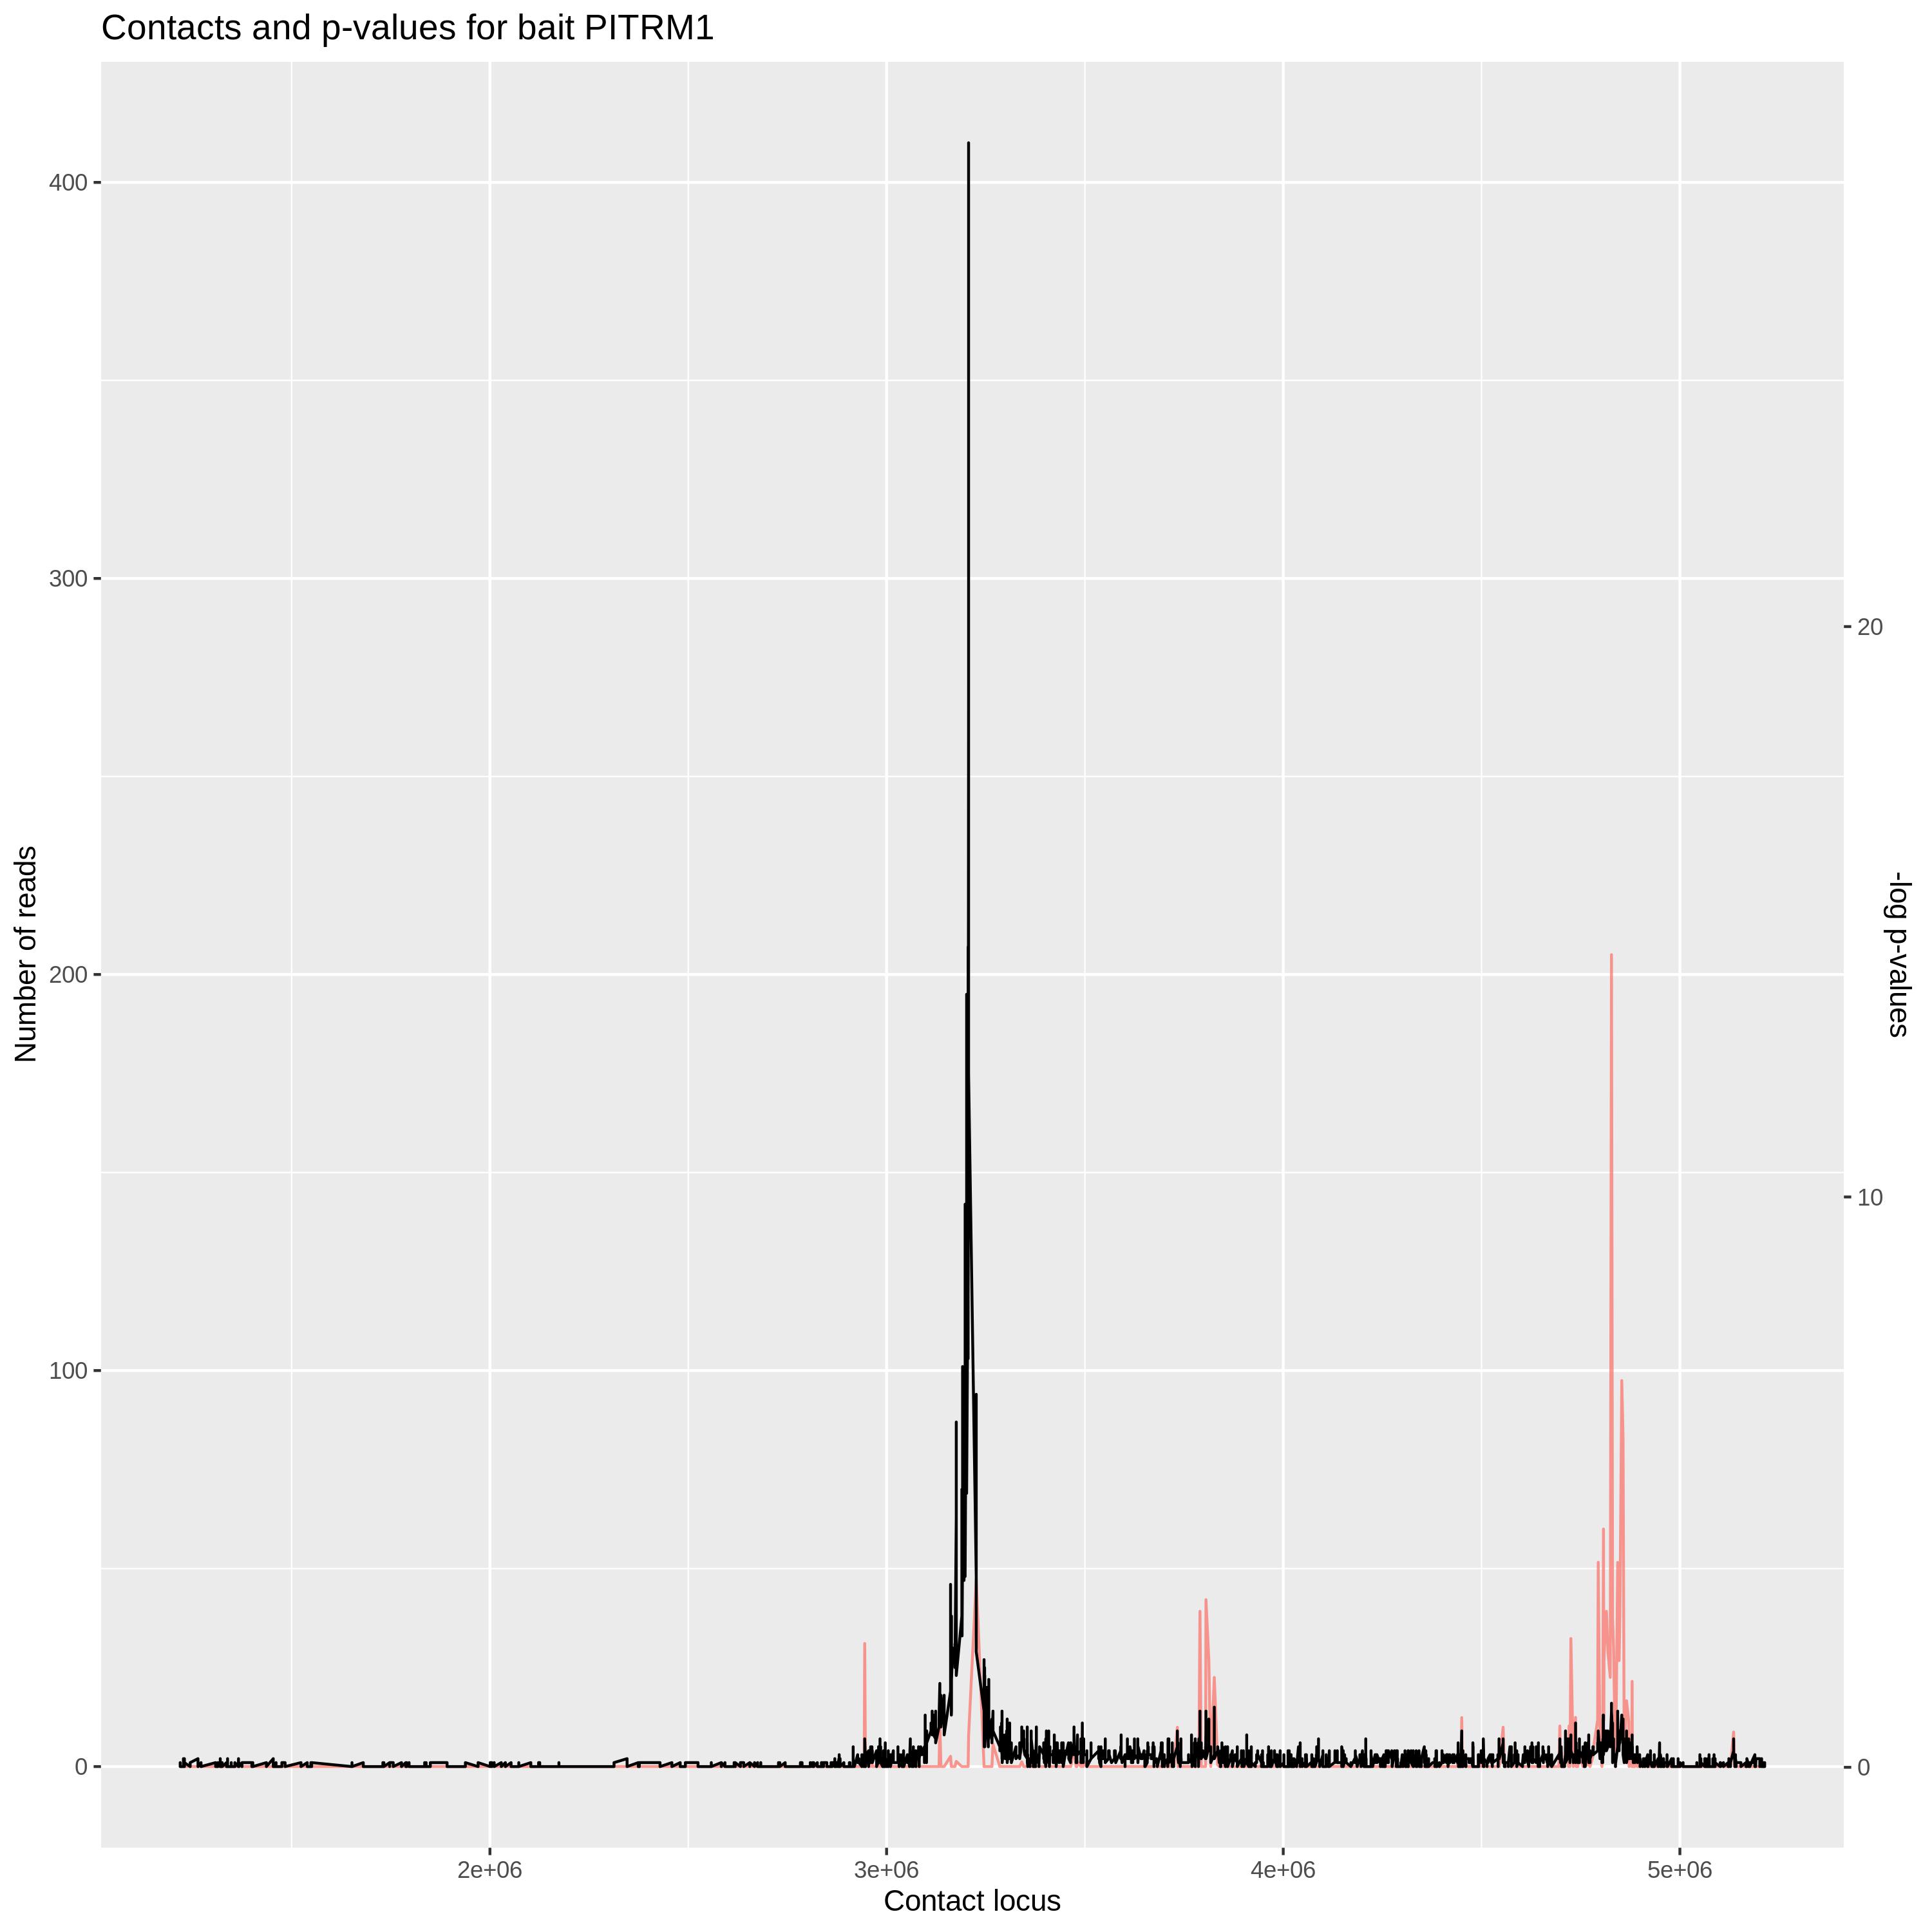 Contacts and p-values for bait PITRM1
400
300
200
100
0
Number of reads
20
10
0
-log p-values
2e+06
3e+06
4e+06
5e+06
Contact locus